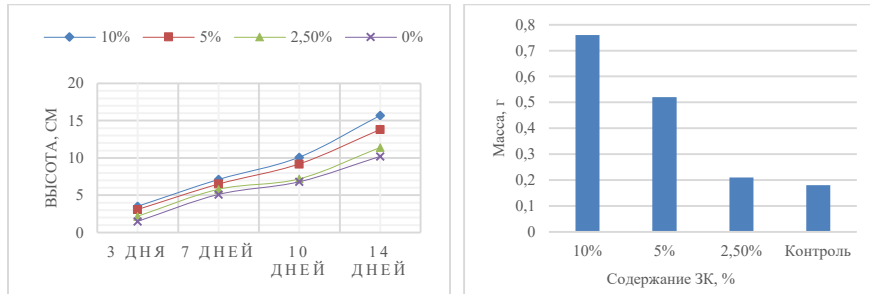 10% 5% 2,50% 0%
20
15
10
5
0
ВЫСОТА, СМ
3 ДНЯ 7 ДНЕЙ 10 ДНЕЙ 14 ДНЕЙ
0,8
0,7
0,6
0,5
0,4
0,3
0,2
0,1
0
Масса, г
10% 5% 2,50% Контроль
Содержание ЗК, %